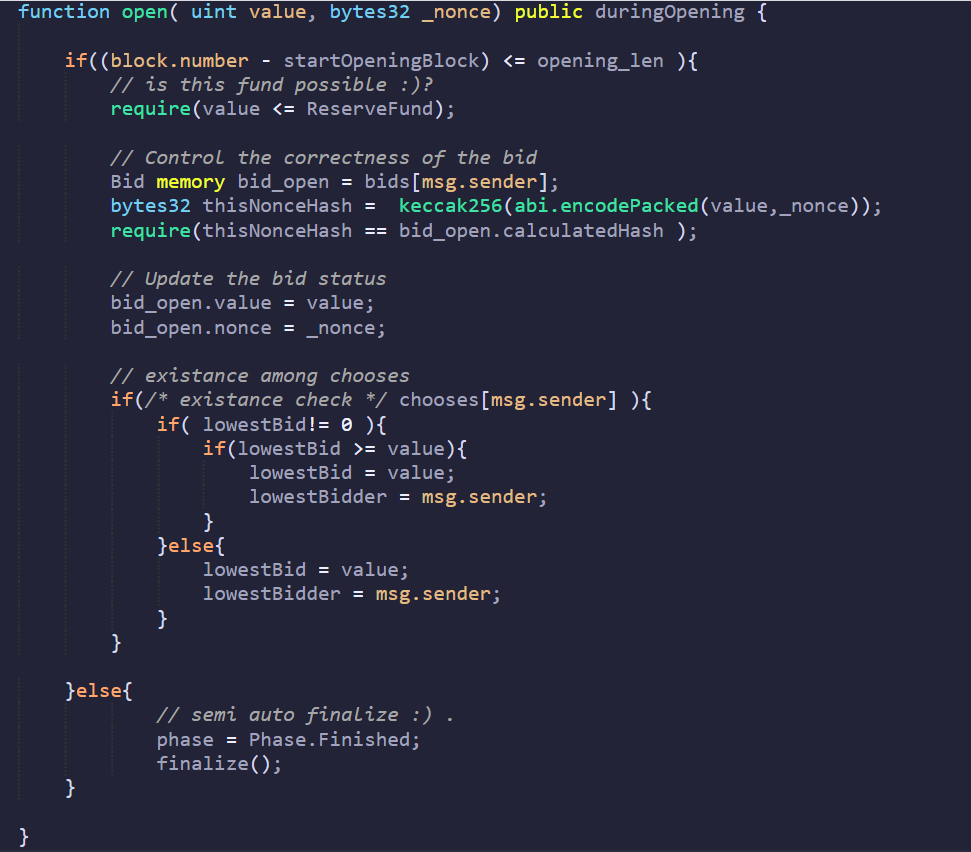 function open( uint value, bytes32 _nonce) public duringOpening {
if((block.number - startOpeningBlock) <= opening_len ){
// is this fund possible :)?
require(value <= ReserveFund);
// Control the correctness of the bid
Bid memory bid_open = bids[msg.sender];
bytes32 thisNonceHash =  keccak256(abi.encodePacked(value,_nonce));
require(thisNonceHash == bid_open.calculatedHash );
// Update the bid status
bid_open.value = value;
bid_open.nonce = _nonce;
// existance among chooses
if(/* existance check */ chooses[msg.sender] ){
if( lowestBid!= 0 ){
if(lowestBid >= value){
lowestBid = value;
lowestBidder = msg.sender;
}
}else{
lowestBid = value;
lowestBidder = msg.sender;
}
}
}else{
// semi auto finalize :) .
phase = Phase.Finished;
finalize();
}
}